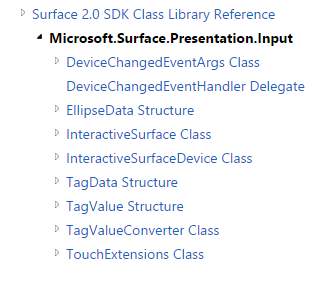 Surface 2.0 SDK Class Library Reference
Microsoft.Surface.Presentation.Input
DeviceChangedEventArgs Class
DeviceChangedEventHandler Delegate
EllipseData Structure
InteractiveSurface Class
InteractiveSurfaceDevice Class
TagData Structure
TagValue Structure
TagValueConverter Class
TouchExtensions Class